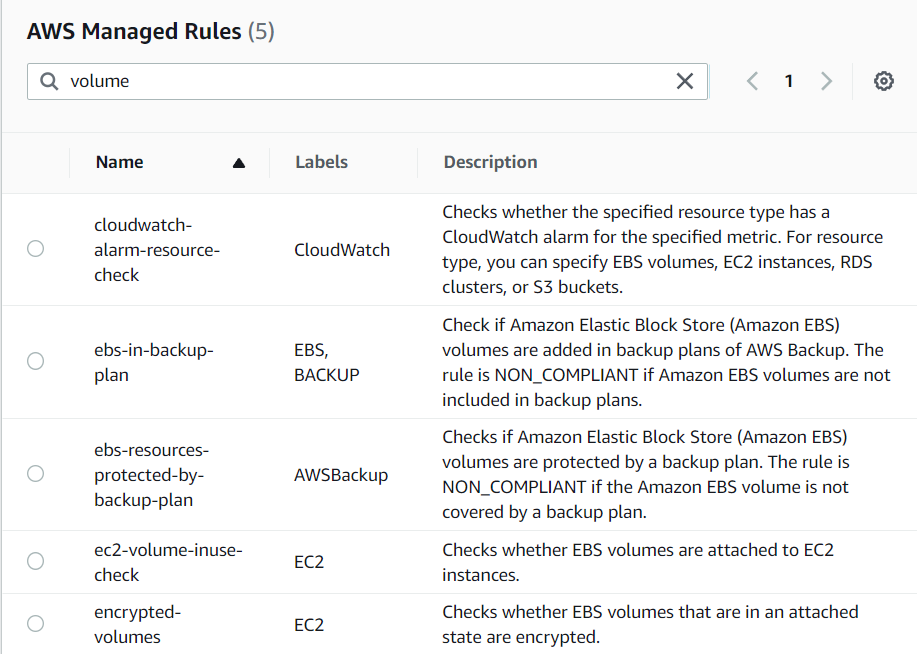 AWS Managed Rules (5)
volume
1
Name Labels Description
cloudwatch-
alarm-resource-
check
CloudWatch
Checks whether the specified resource type has a
CloudWatch alarm for the specified metric. For resource
type, you can specify EBS volumes, EC2 instances, RDS
clusters, or S3 buckets.
ebs-in-backup-
plan
EBS,
BACKUP
Check if Amazon Elastic Block Store (Amazon EBS)
volumes are added in backup plans of AWS Backup. The
rule is NON_COMPLIANT if Amazon EBS volumes are not
included in backup plans.
ebs-resources-
protected-by-
backup-plan
AWSBackup
Checks if Amazon Elastic Block Store (Amazon EBS)
volumes are protected by a backup plan. The rule is
NON_COMPLIANT if the Amazon EBS volume is not
covered by a backup plan.
ec2-volume-inuse-
check
EC2
Checks whether EBS volumes are attached to EC2
instances.
encrypted-
volumes
EC2
Checks whether EBS volumes that are in an attached
state are encrypted.